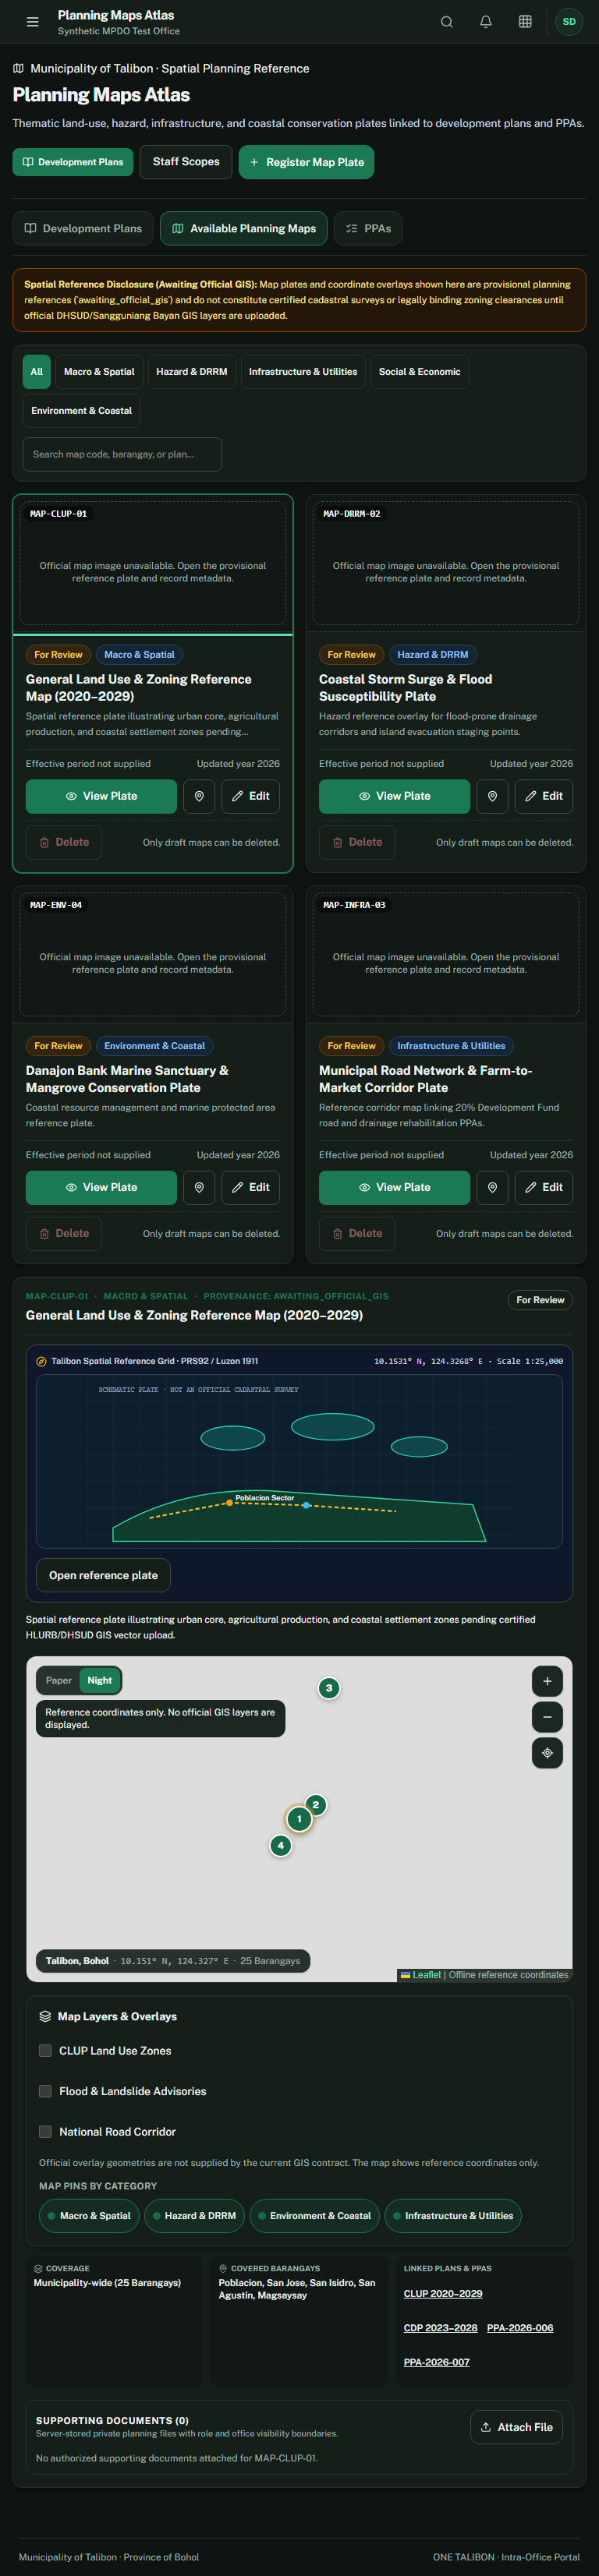 Planning Maps Atlas
Synthetic MPDO Test Office
SD
Municipality of Talibon · Spatial Planning Reference
Planning Maps Atlas
Thematic land-use, hazard, infrastructure, and coastal conservation plates linked to development plans and PPAs.
Development Plans
Staff Scopes
+ Register Map Plate
Development Plans
Available Planning Maps
PPAs
Spatial Reference Disclosure (Awaiting Official GIS): Map plates and coordinate overlays shown here are provisional planning
references (`awaiting_official_gis`) and do not constitute certified cadastral surveys or legally binding zoning clearances until
official DHSUD/Sangguniang Bayan GIS layers are uploaded.
All
Macro & Spatial
Hazard & DRRM
Infrastructure & Utilities
Social & Economic
Environment & Coastal
Search map code, barangay, or plan...
MAP-CLUP-01
Official map image unavailable. Open the provisional
reference plate and record metadata.
For Review
Macro & Spatial
General Land Use & Zoning Reference
Map (2020–2029)
Spatial reference plate illustrating urban core, agricultural
production, and coastal settlement zones pending...
Effective period not supplied
Updated year 2026
View Plate
Edit
Delete
Only draft maps can be deleted.
MAP-DRRM-02
Official map image unavailable. Open the provisional
reference plate and record metadata.
For Review
Hazard & DRRM
Coastal Storm Surge & Flood
Susceptibility Plate
Hazard reference overlay for flood-prone drainage
corridors and island evacuation staging points.
Effective period not supplied
Updated year 2026
View Plate
Edit
Delete
Only draft maps can be deleted.
MAP-ENV-04
Official map image unavailable. Open the provisional
reference plate and record metadata.
For Review
Environment & Coastal
Danajon Bank Marine Sanctuary &
Mangrove Conservation Plate
Coastal resource management and marine protected area
reference plate.
Effective period not supplied
Updated year 2026
View Plate
Edit
Delete
Only draft maps can be deleted.
MAP-INFRA-03
Official map image unavailable. Open the provisional
reference plate and record metadata.
For Review
Infrastructure & Utilities
Municipal Road Network & Farm-to-
Market Corridor Plate
Reference corridor map linking 20% Development Fund
road and drainage rehabilitation PPAs.
Effective period not supplied
Updated year 2026
View Plate
Edit
Delete
Only draft maps can be deleted.
MAP-CLUP-01 · MACRO & SPATIAL · PROVENANCE: AWAITING_OFFICIAL_GIS
General Land Use & Zoning Reference Map (2020–2029)
For Review
Talibon Spatial Reference Grid · PRS92 / Luzon 1911
10.1531° N, 124.3268° E · Scale 1:25,000
SCHEMATIC PLATE · NOT AN OFFICIAL CADASTRAL SURVEY
Poblacion Sector
Open reference plate
Spatial reference plate illustrating urban core, agricultural production, and coastal settlement zones pending certified
HLURB/DHSUD GIS vector upload.
Paper
Night
Reference coordinates only. No official GIS layers are
displayed.
+
−
3
2
1
4
Talibon, Bohol · 10.151° N, 124.327° E · 25 Barangays
Leaflet | Offline reference coordinates
Map Layers & Overlays
CLUP Land Use Zones
Flood & Landslide Advisories
National Road Corridor
Official overlay geometries are not supplied by the current GIS contract. The map shows reference coordinates only.
MAP PINS BY CATEGORY
Macro & Spatial
Hazard & DRRM
Environment & Coastal
Infrastructure & Utilities
COVERAGE
Municipality-wide (25 Barangays)
COVERED BARANGAYS
Poblacion, San Jose, San Isidro, San
Agustin, Magsaysay
LINKED PLANS & PPAS
CLUP 2020–2029
CDP 2023–2028
PPA-2026-006
PPA-2026-007
SUPPORTING DOCUMENTS (0)
Server-stored private planning files with role and office visibility boundaries.
Attach File
No authorized supporting documents attached for MAP-CLUP-01.
Municipality of Talibon · Province of Bohol
ONE TALIBON · Intra-Office Portal